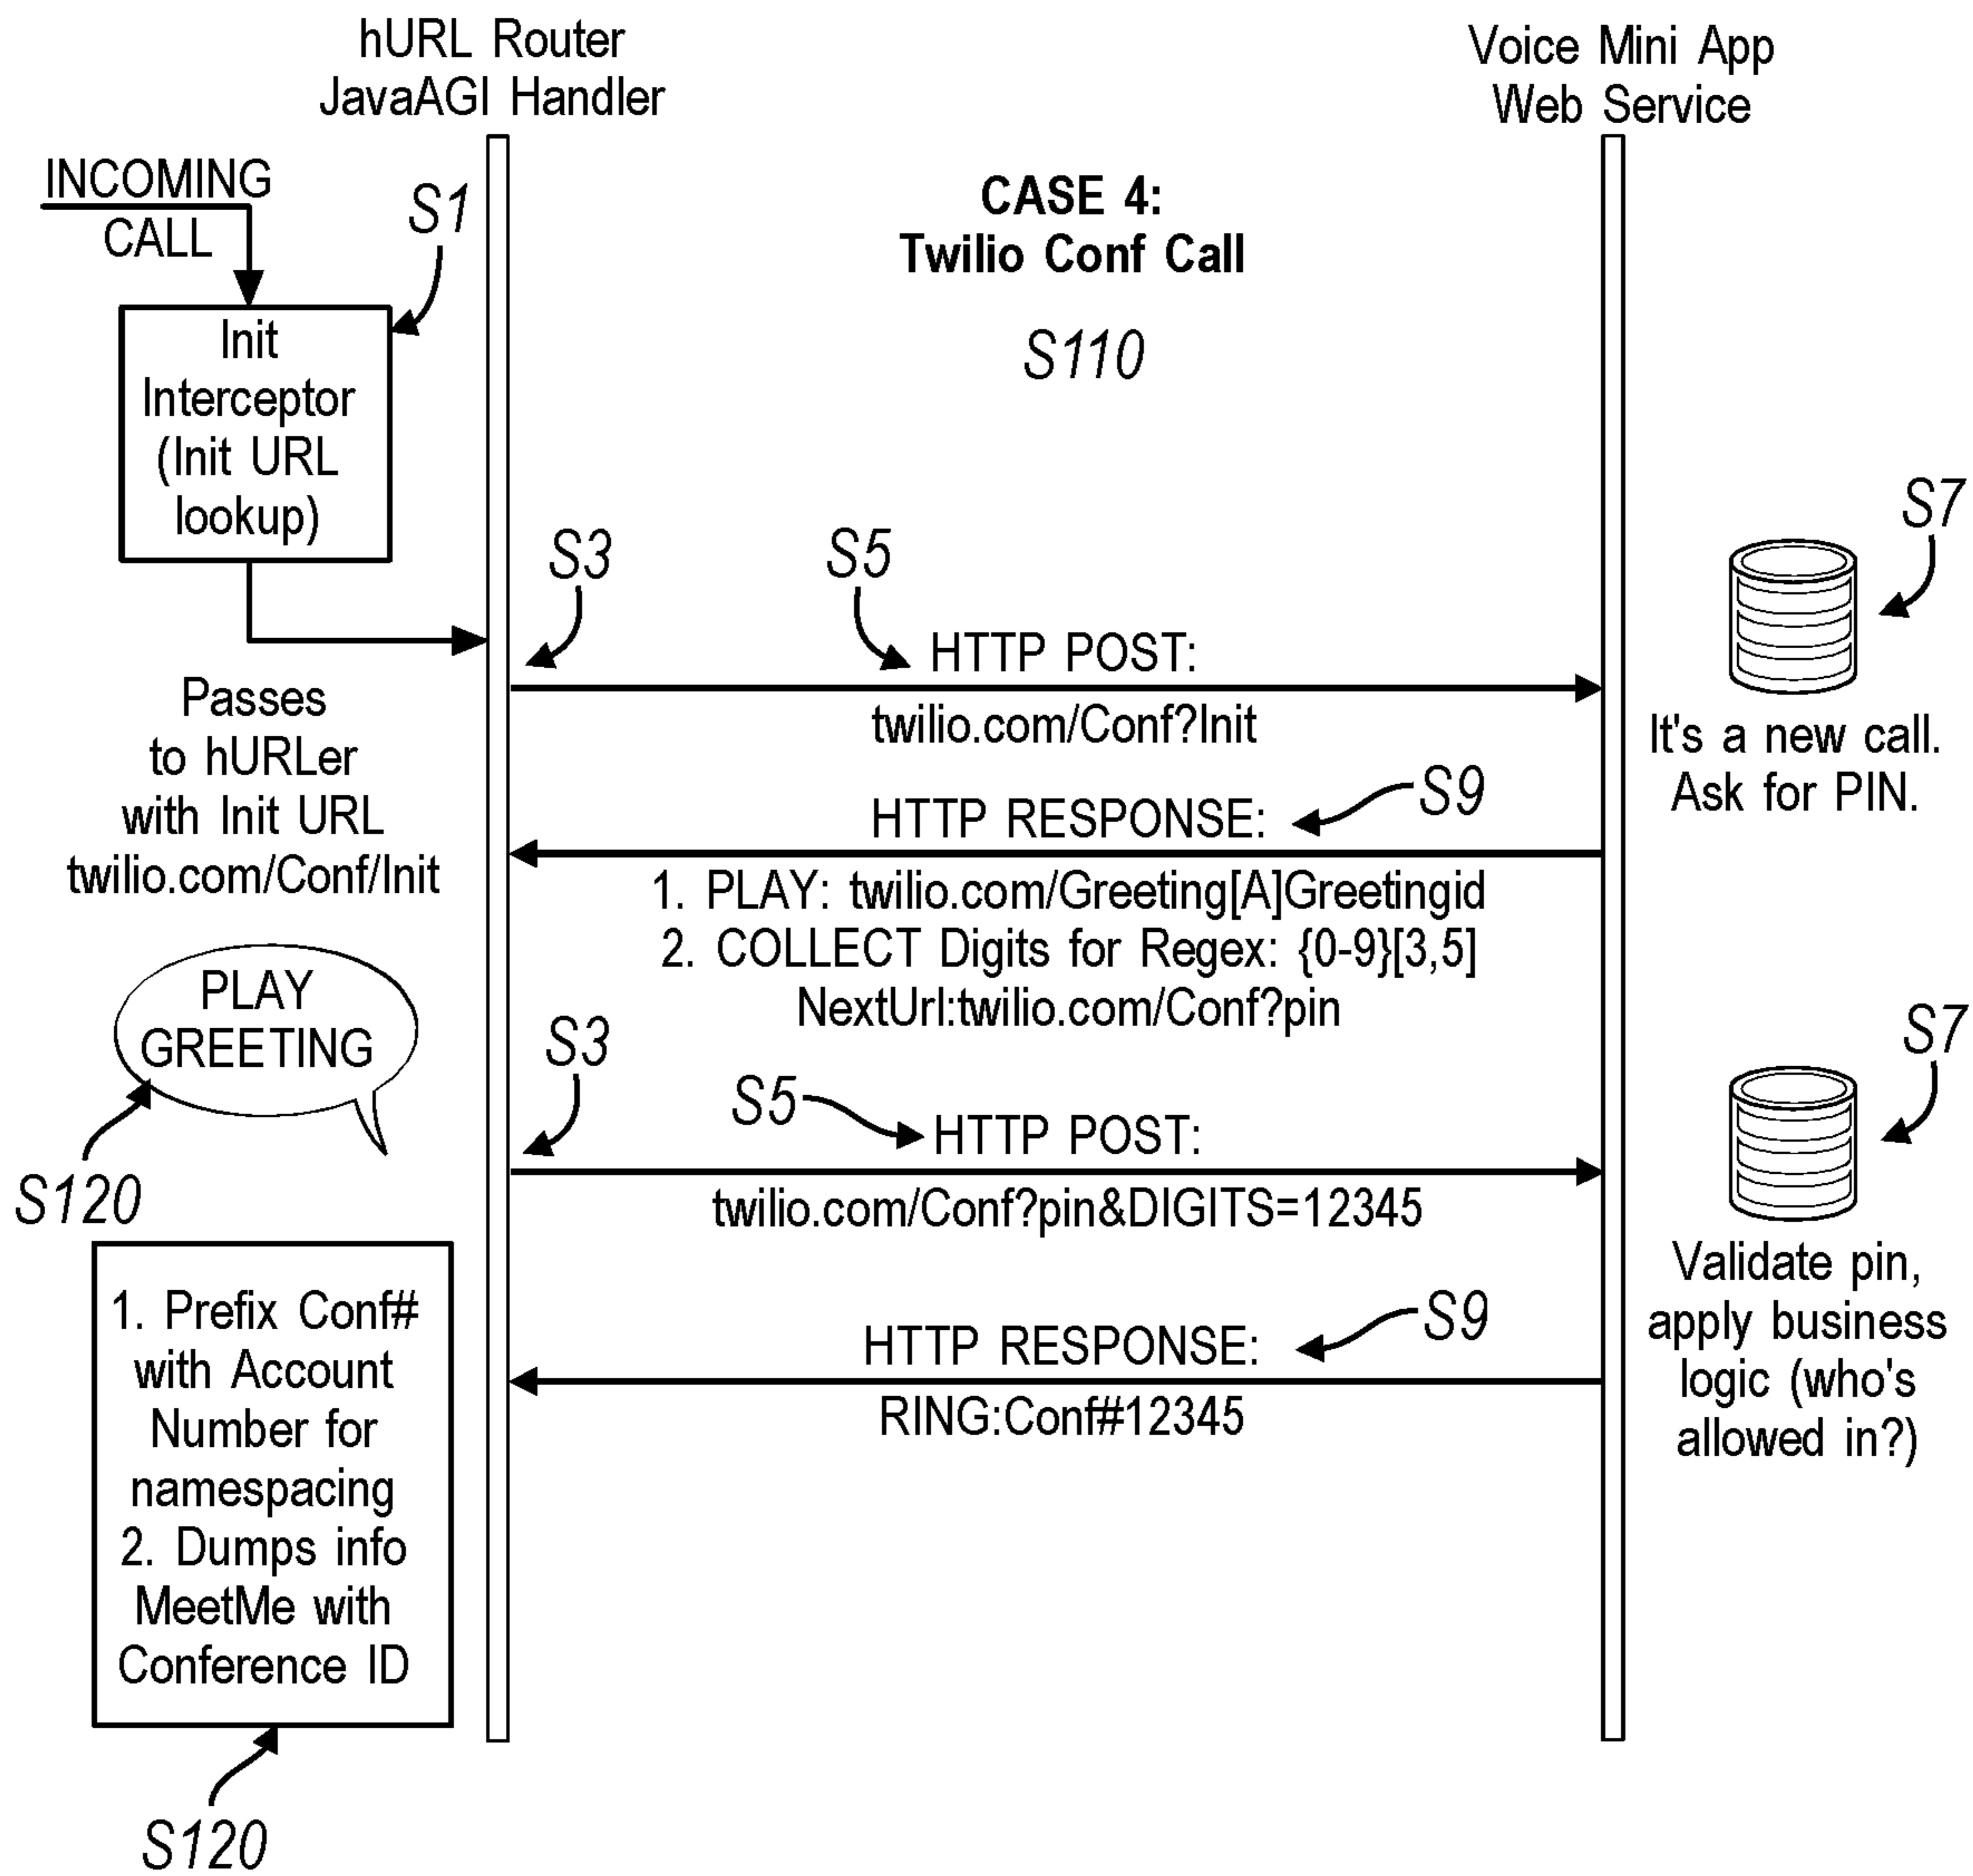 hURL Router
JavaAGI Handler
Voice Mini App
Web Service
INCOMING
CALL
S1
CASE 4:
Twilio Conf Call
S110
Init
Interceptor
(Init URL
lookup)
S3
S5
S7
HTTP POST:
twilio.com/Conf?Init
Passes
to hURLer
with Init URL
twilio.com/Conf/Init
It's a new call.
Ask for PIN.
S9
HTTP RESPONSE:
1. PLAY: twilio.com/Greeting[A]Greetingid
2. COLLECT Digits for Regex: {0-9}[3,5]
NextUrl:twilio.com/Conf?pin
PLAY
GREETING
S120
S3
S5
S7
HTTP POST:
twilio.com/Conf?pin&DIGITS=12345
Validate pin,
apply business
logic (who's
allowed in?)
S9
HTTP RESPONSE:
RING:Conf#12345
1. Prefix Conf#
with Account
Number for
namespacing
2. Dumps info
MeetMe with
Conference ID
S120